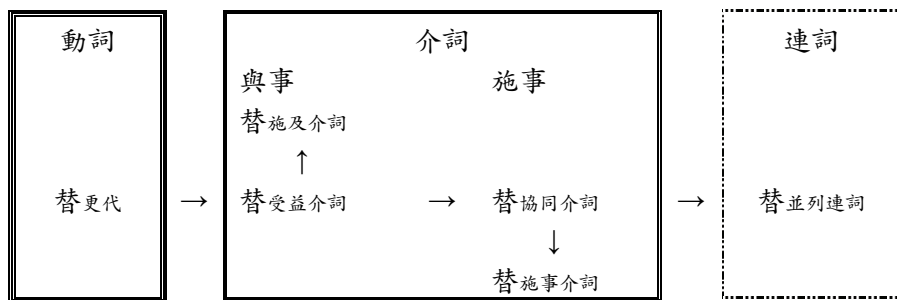 動詞 介詞 連詞
與事 施事
替施及介詞
↑
替更代 → 替受益介詞 → 替協同介詞 → 替並列連詞
↓
替施事介詞